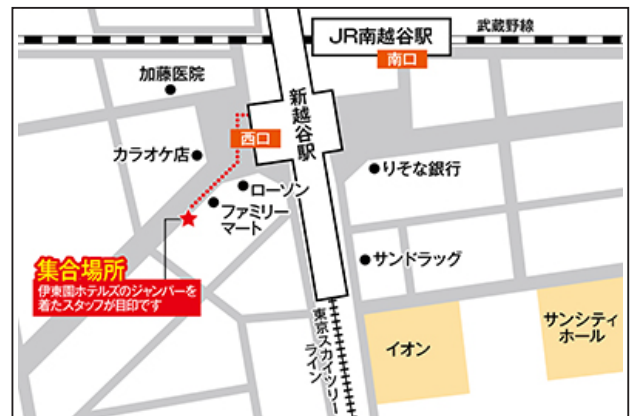 JR南越谷駅
武蔵野線
南口
加藤医院
新越谷駅
西口
カラオケ店
りそな銀行
ローソン
ファミリー
マート
集合場所
伊東園ホテルズのジャンパーを
着たスタッフが目印です
サンドラッグ
東京スカイツリー
ライン
イオン
サンシティ
ホール